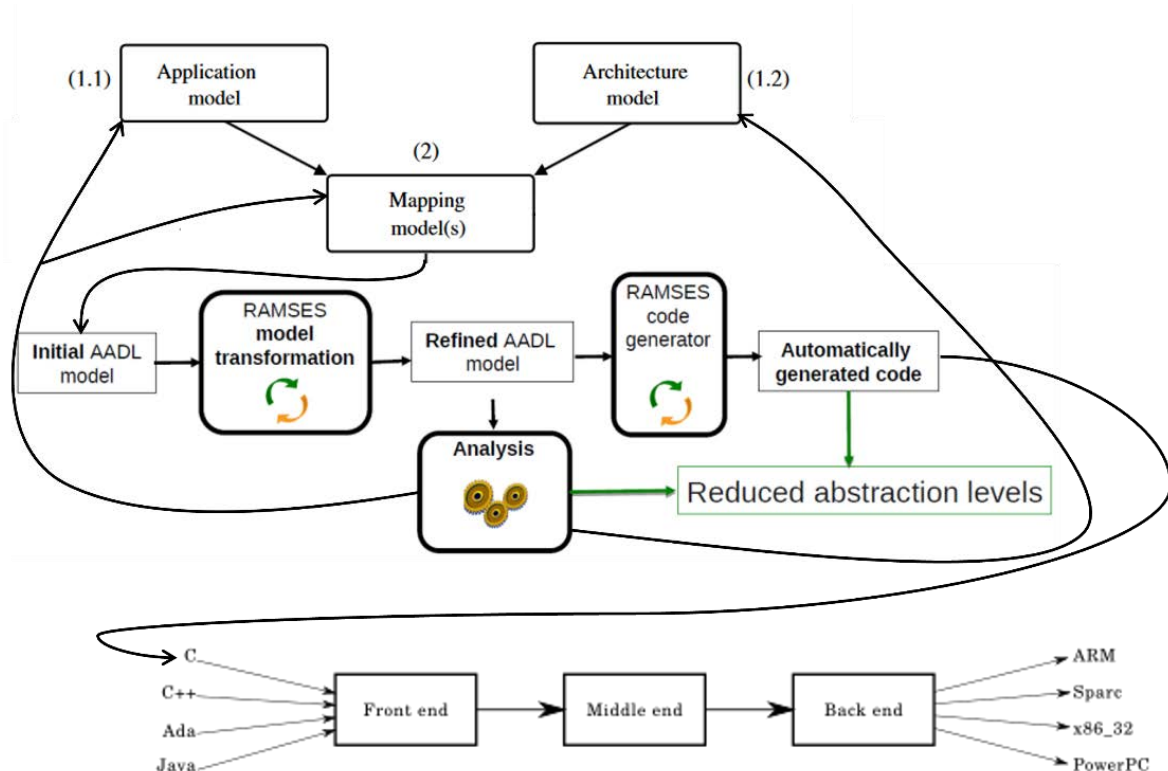 (1.1)
Application
model
Architecture
model
(1.2)
(2)
Mapping
model(s)
Initial AADL
model
RAMSES
model
transformation
Refined AADL
model
RAMSES
code
generator
Automatically
generated code
Analysis
Reduced abstraction levels
C
C++
Ada
Java
Front end
Middle end
Back end
ARM
Sparc
x86_32
PowerPC